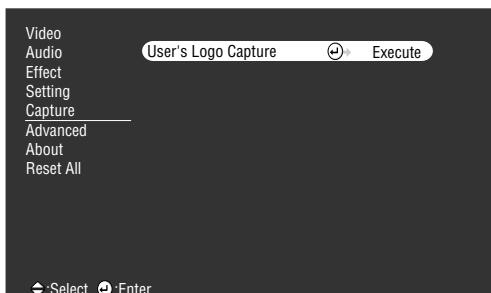 Video
Audio
User's Logo Capture Execute
Effect
Setting
Capture
Advanced
About
Reset All
:Select :Enter